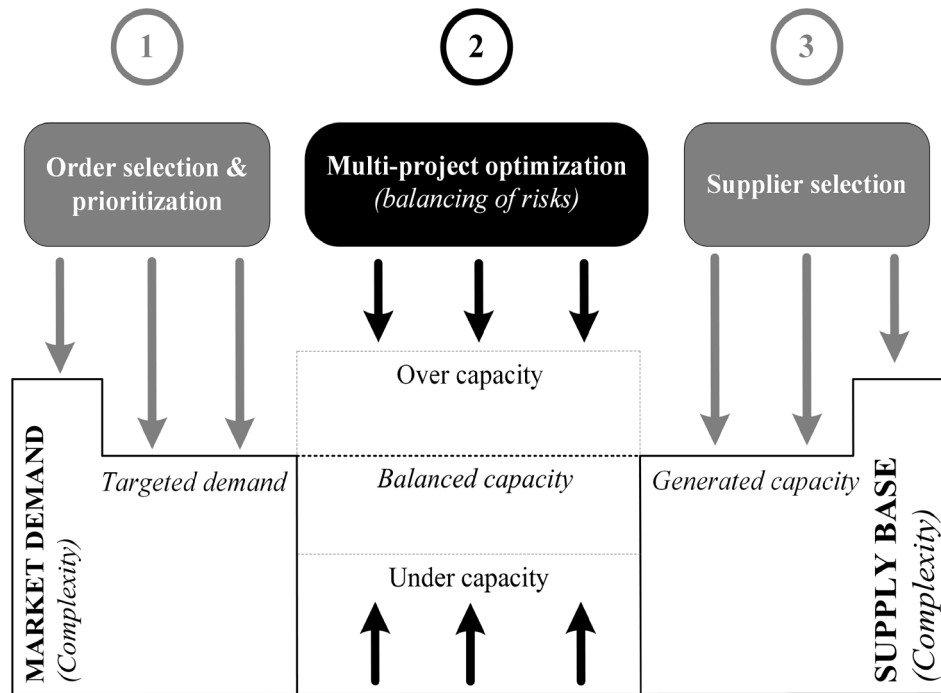 1
2
3
Order selection &
prioritization
Multi-project optimization
(balancing of risks)
Supplier selection
Over capacity
Targeted demand
Balanced capacity
Generated capacity
Under capacity
MARKET DEMAND
(Complexity)
SUPPLY BASE
(Complexity)